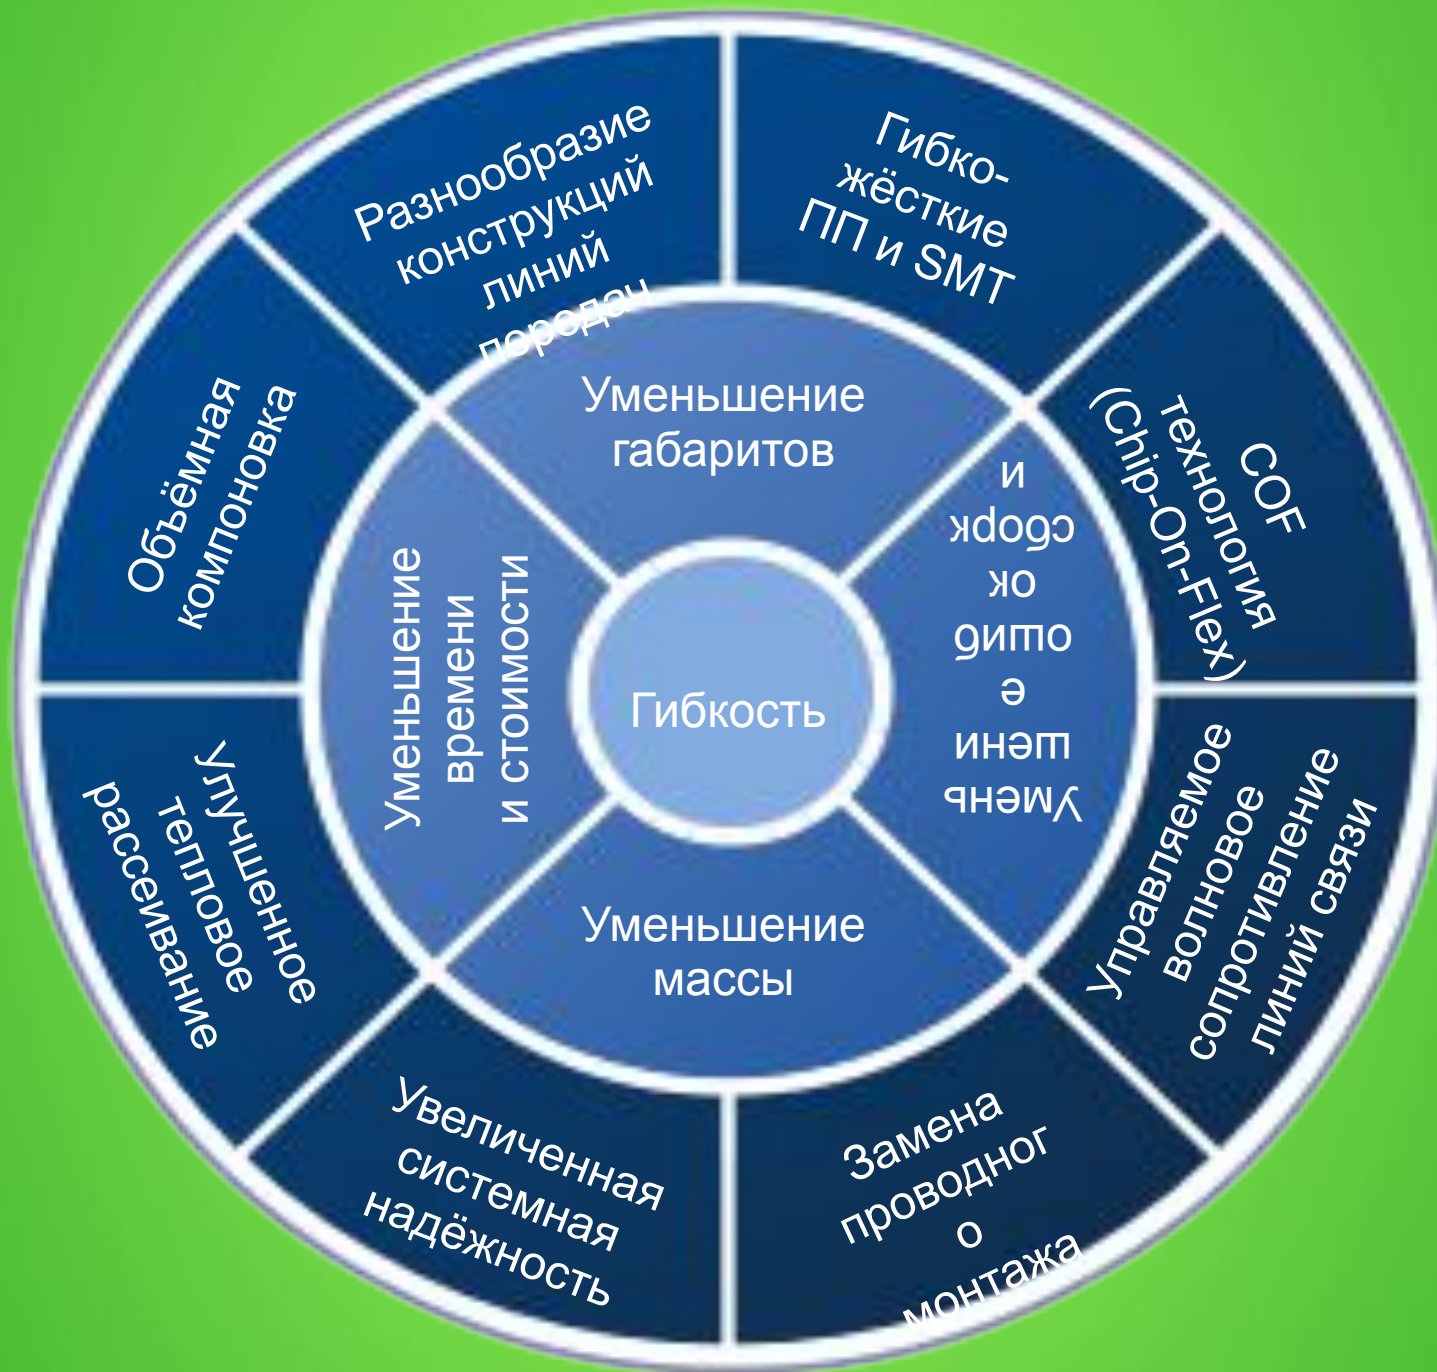 Разнообразие
конструкций
линий
передач
Гибко-
жёсткие
ПП и SMT
COF
технология
(Chip-On-Flex)
Управляемое
волновое
сопротивление
линий связи
Замена
проводног
о
монтажа
Увеличенная
системная
надёжность
Улучшенное
тепловое
рассеивание
Объёмная
компоновка
Уменьшение
габаритов
Умень
шени
е
ошиб
ок
сборк
и
Уменьшение
массы
Уменьшение
времени
и стоимости
Гибкость